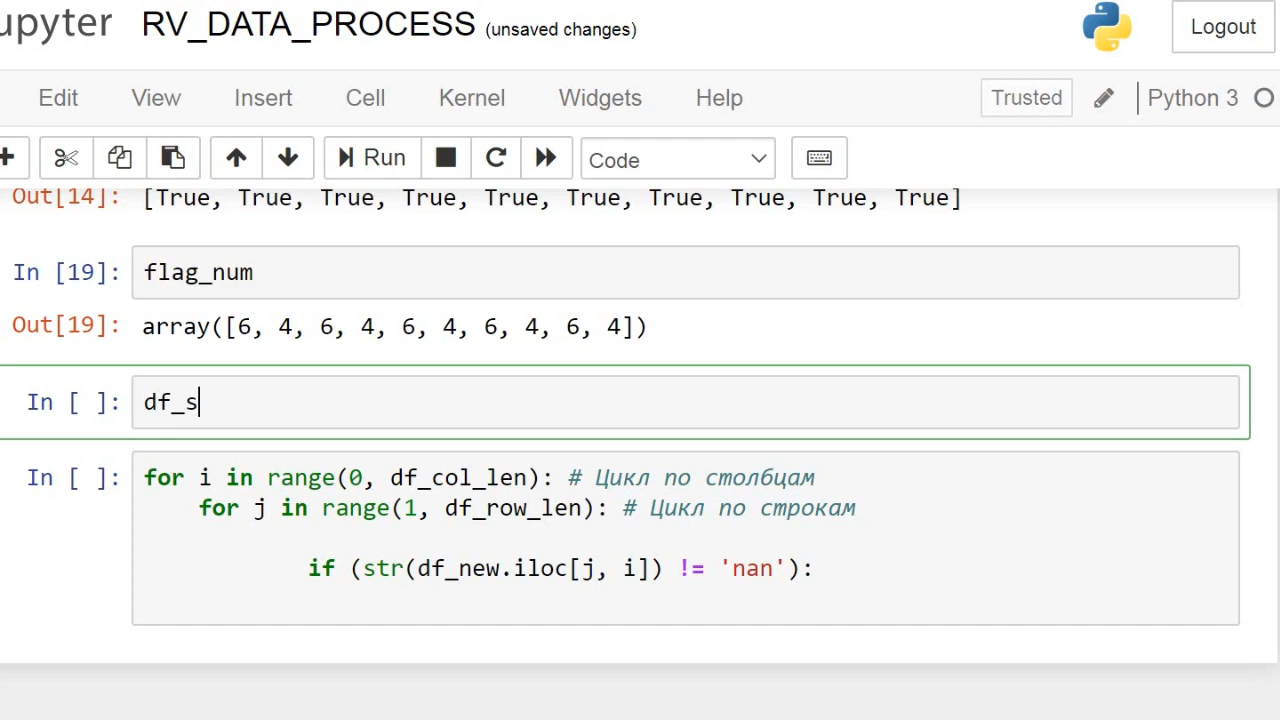 upyter RV_DATA_PROCESS (unsaved changes) Logout
Edit View Insert Cell Kernel Widgets Help Trusted Python 3
Run Code
Out[14]: [True, True, True, True, True, True, True, True, True, True]
In [19]: flag_num
Out[19]: array([6, 4, 6, 4, 6, 4, 6, 4, 6, 4])
In [ ]: df_s
In [ ]: for i in range(0, df_col_len): # Цикл по столбцам
for j in range(1, df_row_len): # Цикл по строкам
if (str(df_new.iloc[j, i]) != 'nan'):